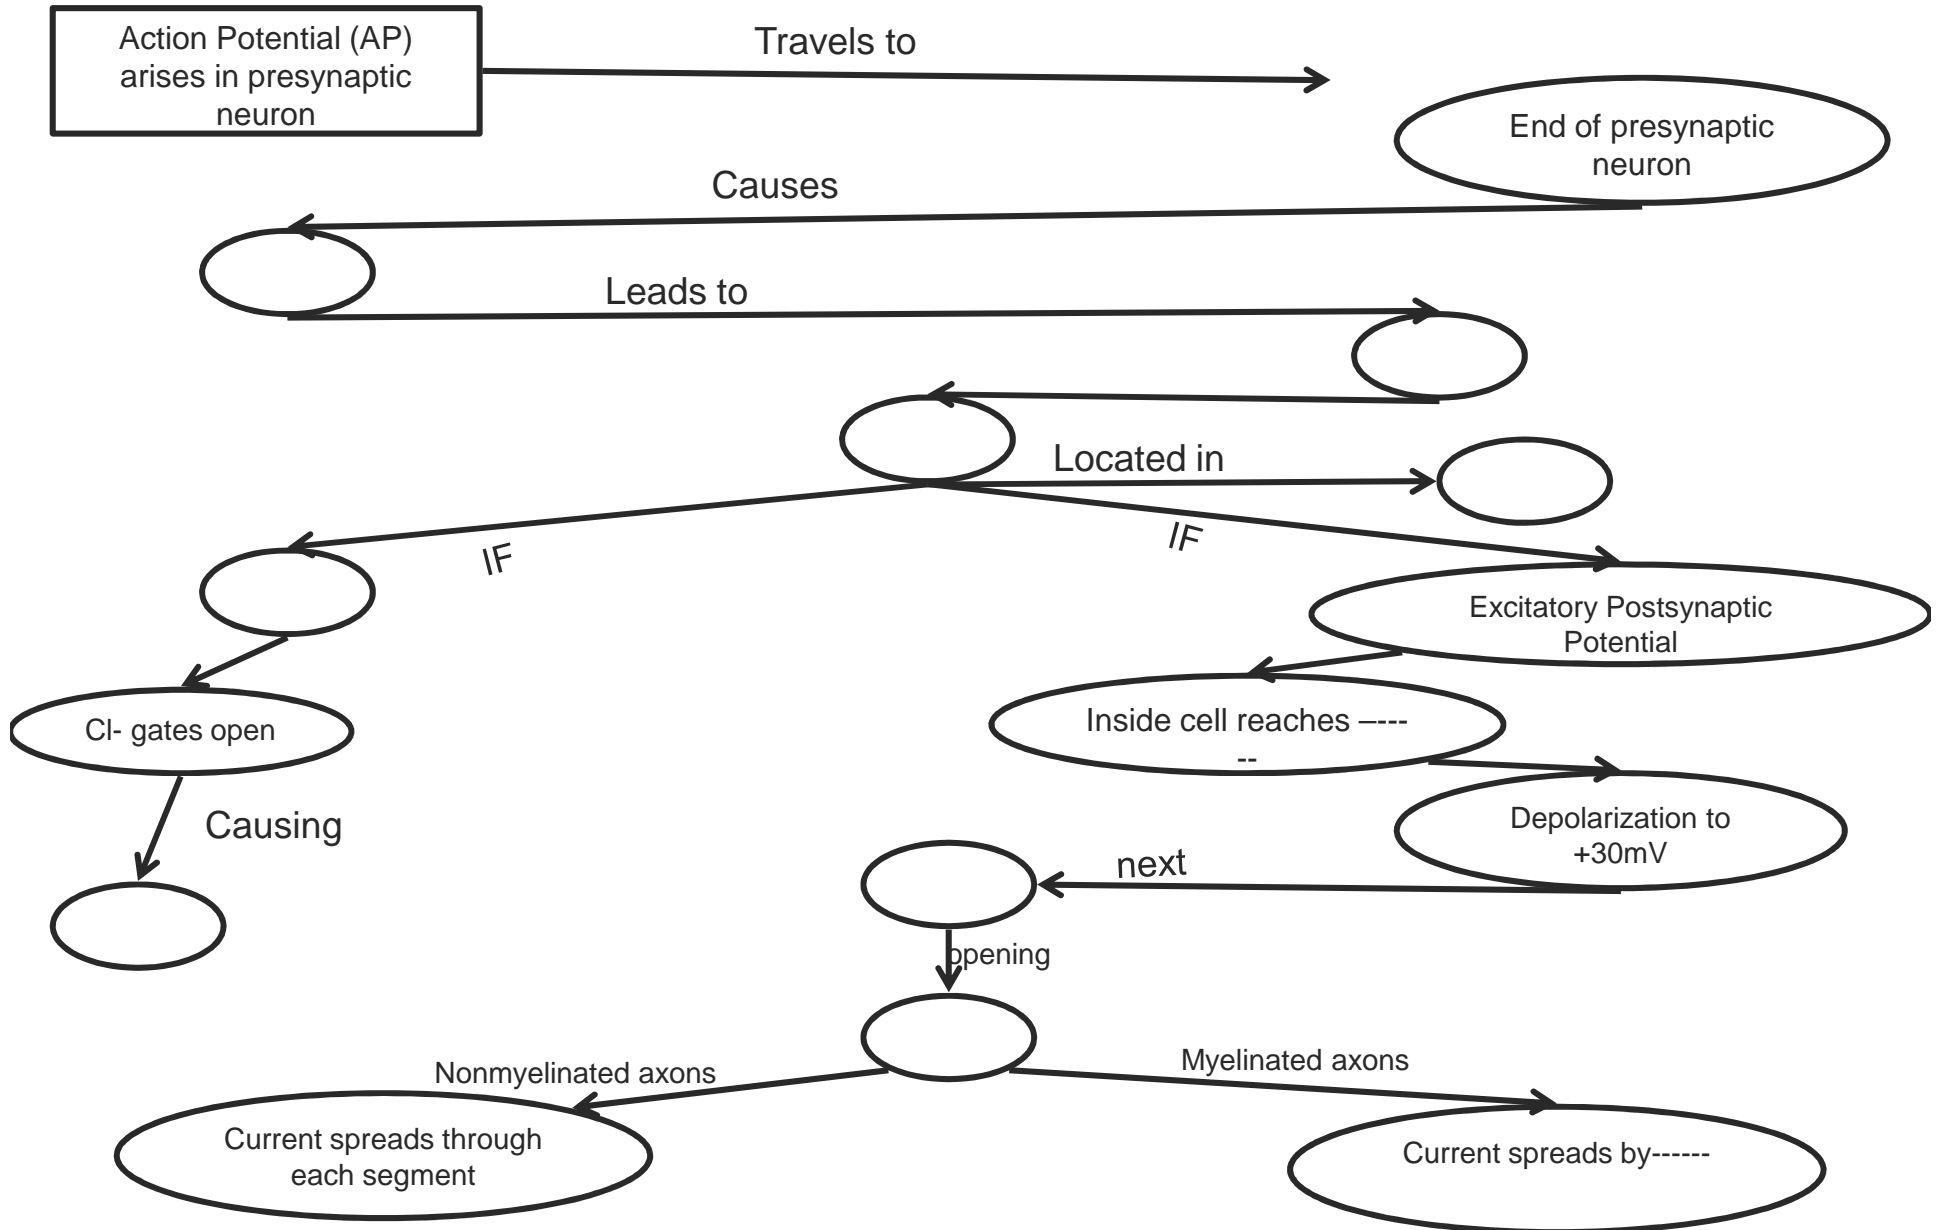 Action Potential (AP)
arises in presynaptic
neuron
Travels to
End of presynaptic
neuron
Causes
Leads to
Located in
IF
IF
Excitatory Postsynaptic
Potential
Cl- gates open
Inside cell reaches –----
--
Causing
Depolarization to
+30mV
next
opening
Nonmyelinated axons
Myelinated axons
Current spreads through
each segment
Current spreads by------